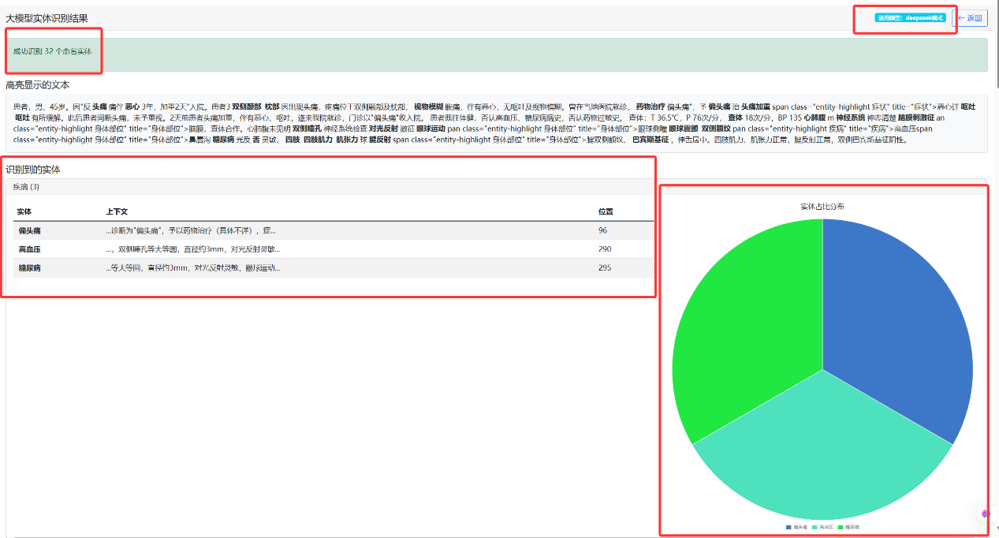 大模型实体识别结果
使用模型：deepseek模式
← 返回
成功识别 32 个命名实体
高亮显示的文本
患者，男，45岁。因"反 头痛 痛伴 恶心 3年，加重2天"入院。患者3 双侧颞部 枕部 因出现头痛，疼痛位于双侧颞部及枕部， 视物模糊 胀痛，伴有恶心，无呕吐及视物模糊。曾在当地医院就诊， 药物治疗 偏头痛"，予 偏头痛 治 头痛加重 span class="entity-highlight 症状" title="症状">恶心详 呕吐
呕吐 有所缓解。此后患者间断头痛，未予重视。2天前患者头痛加重，伴有恶心、呕吐，遂来我院就诊，门诊以"偏头痛"收入院。 患者既往体健，否认高血压、糖尿病病史，否认药物过敏史。 查体：T 36.5℃，P 76次/分， 查体 18次/分，BP 135 心肺腹 m 神经系统 神志清楚 脑膜刺激征 an
class="entity-highlight 身体部位" title="身体部位">脑膜，查体合作。心肺腹未见明 双侧瞳孔 神经系统检查 对光反射 激征 眼球运动 pan class="entity-highlight 身体部位" title="身体部位">眼球侧瞳 眼球震颤 双侧额纹 pan class="entity-highlight 疾病" title="疾病">高血压span
class="entity-highlight 身体部位" title="身体部位">鼻唇沟 糖尿病 光反 舌 灵敏， 四肢 四肢肌力 肌张力 球 腱反射 span class="entity-highlight 身体部位" title="身体部位">腱双侧额纹、 巴宾斯基征 ，伸舌居中。四肢肌力、肌张力正常，腱反射正常，双侧巴宾斯基征阴性。
识别到的实体
疾病 (3)
实体 上下文 位置
偏头痛 ...诊断为"偏头痛"，予以药物治疗（具体不详），症... 96
高血压 ...，双侧瞳孔等大等圆，直径约3mm，对光反射灵敏... 290
糖尿病 ...等大等圆，直径约3mm，对光反射灵敏，眼球运动... 295
实体占比分布
偏头痛 高血压 糖尿病